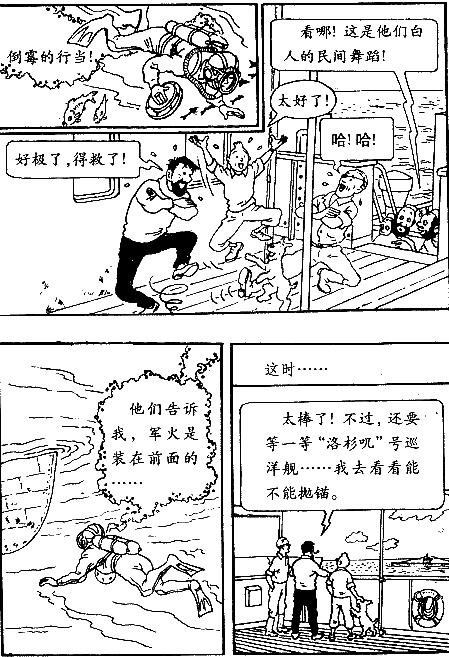 倒霉的行当!
看哪! 这是他们白
人的民间舞蹈!
太好了!
哈! 哈!
好极了, 得救了!
他们告诉
我, 军火是
装在前面的
……
这时……
太棒了! 不过, 还要
等一等“洛杉叽”号巡
洋舰……我去看看能
不能抛锚。